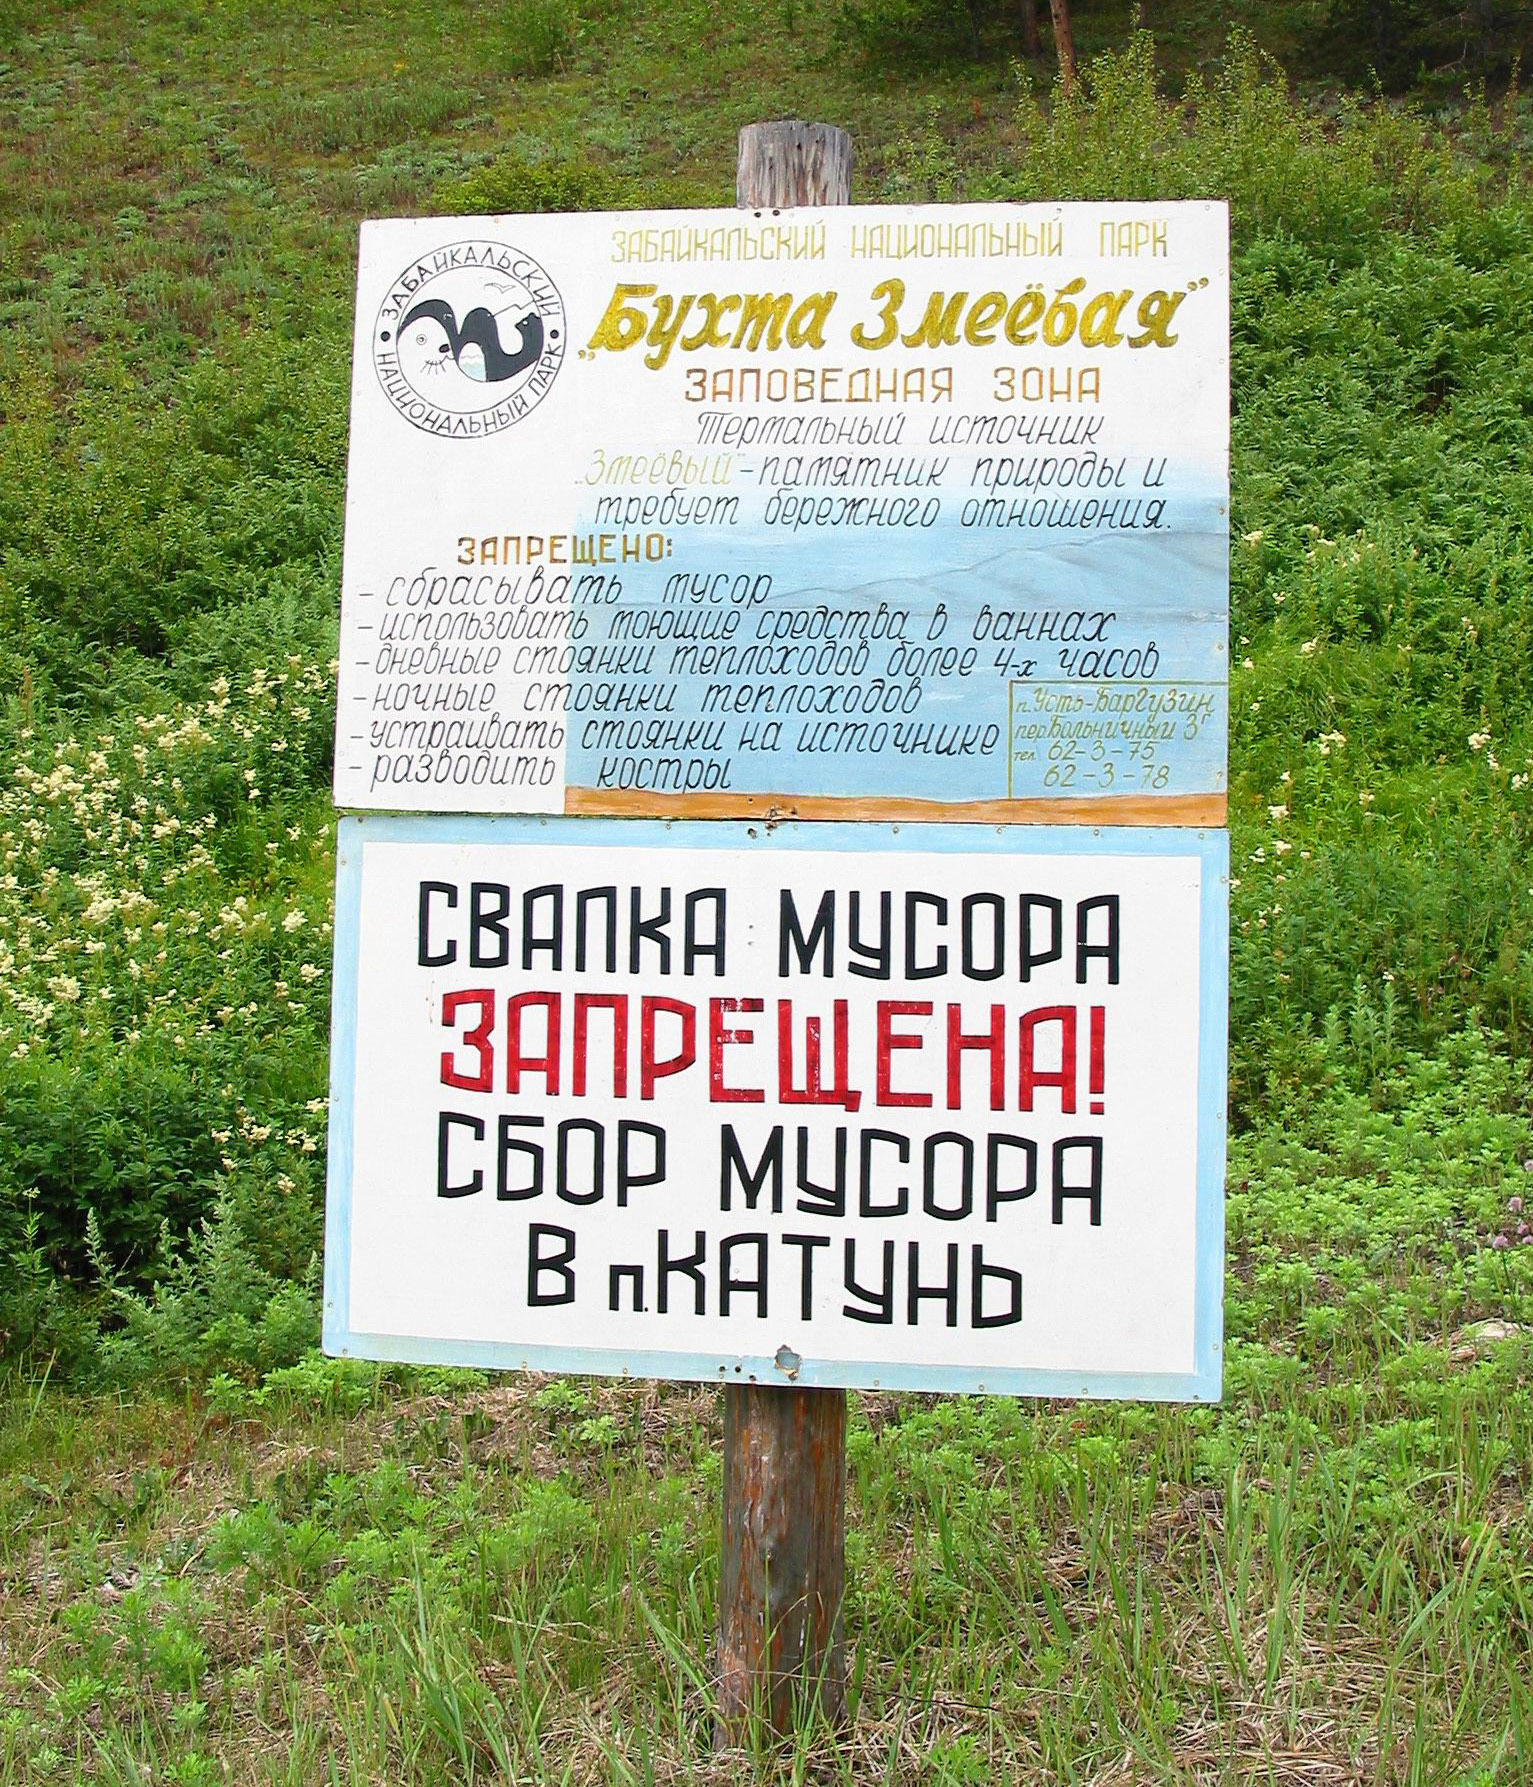 ЗАБАЙКАЛЬСКИЙ
НАЦИОНАЛЬНЫЙ ПАРК
ЗАБАЙКАЛЬСКИЙ НАЦИОНАЛЬНЫЙ ПАРК
„Бухта Змеёвая”
ЗАПОВЕДНАЯ ЗОНА
Термальный источник
„Змеёвый”-памятник природы и
требует бережного отношения.
ЗАПРЕЩЕНО:
- сбрасывать мусор
- использовать моющие средства в ваннах
- дневные стоянки теплоходов более 4-х часов
- ночные стоянки теплоходов
- устраивать стоянки на источнике
- разводить костры
п. Усть-Баргузин
пер. Больничный 3г
тел. 62-3-75
62-3-78
СВАЛКА МУСОРА
ЗАПРЕЩЕНА!
СБОР МУСОРА
В п. КАТУНЬ